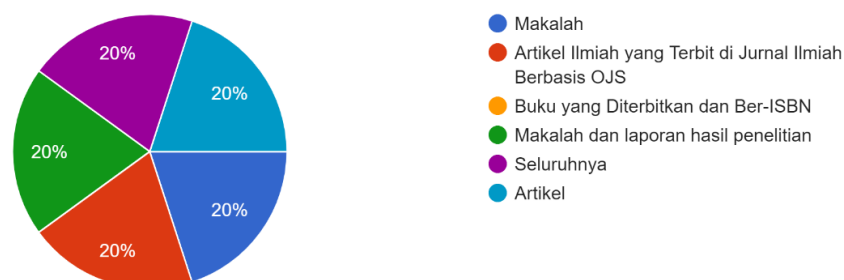 20%
20%
20%
20%
20%
Makalah
Artikel Ilmiah yang Terbit di Jurnal Ilmiah
Berbasis OJS
Buku yang Diterbitkan dan Ber-ISBN
Makalah dan laporan hasil penelitian
Seluruhnya
Artikel